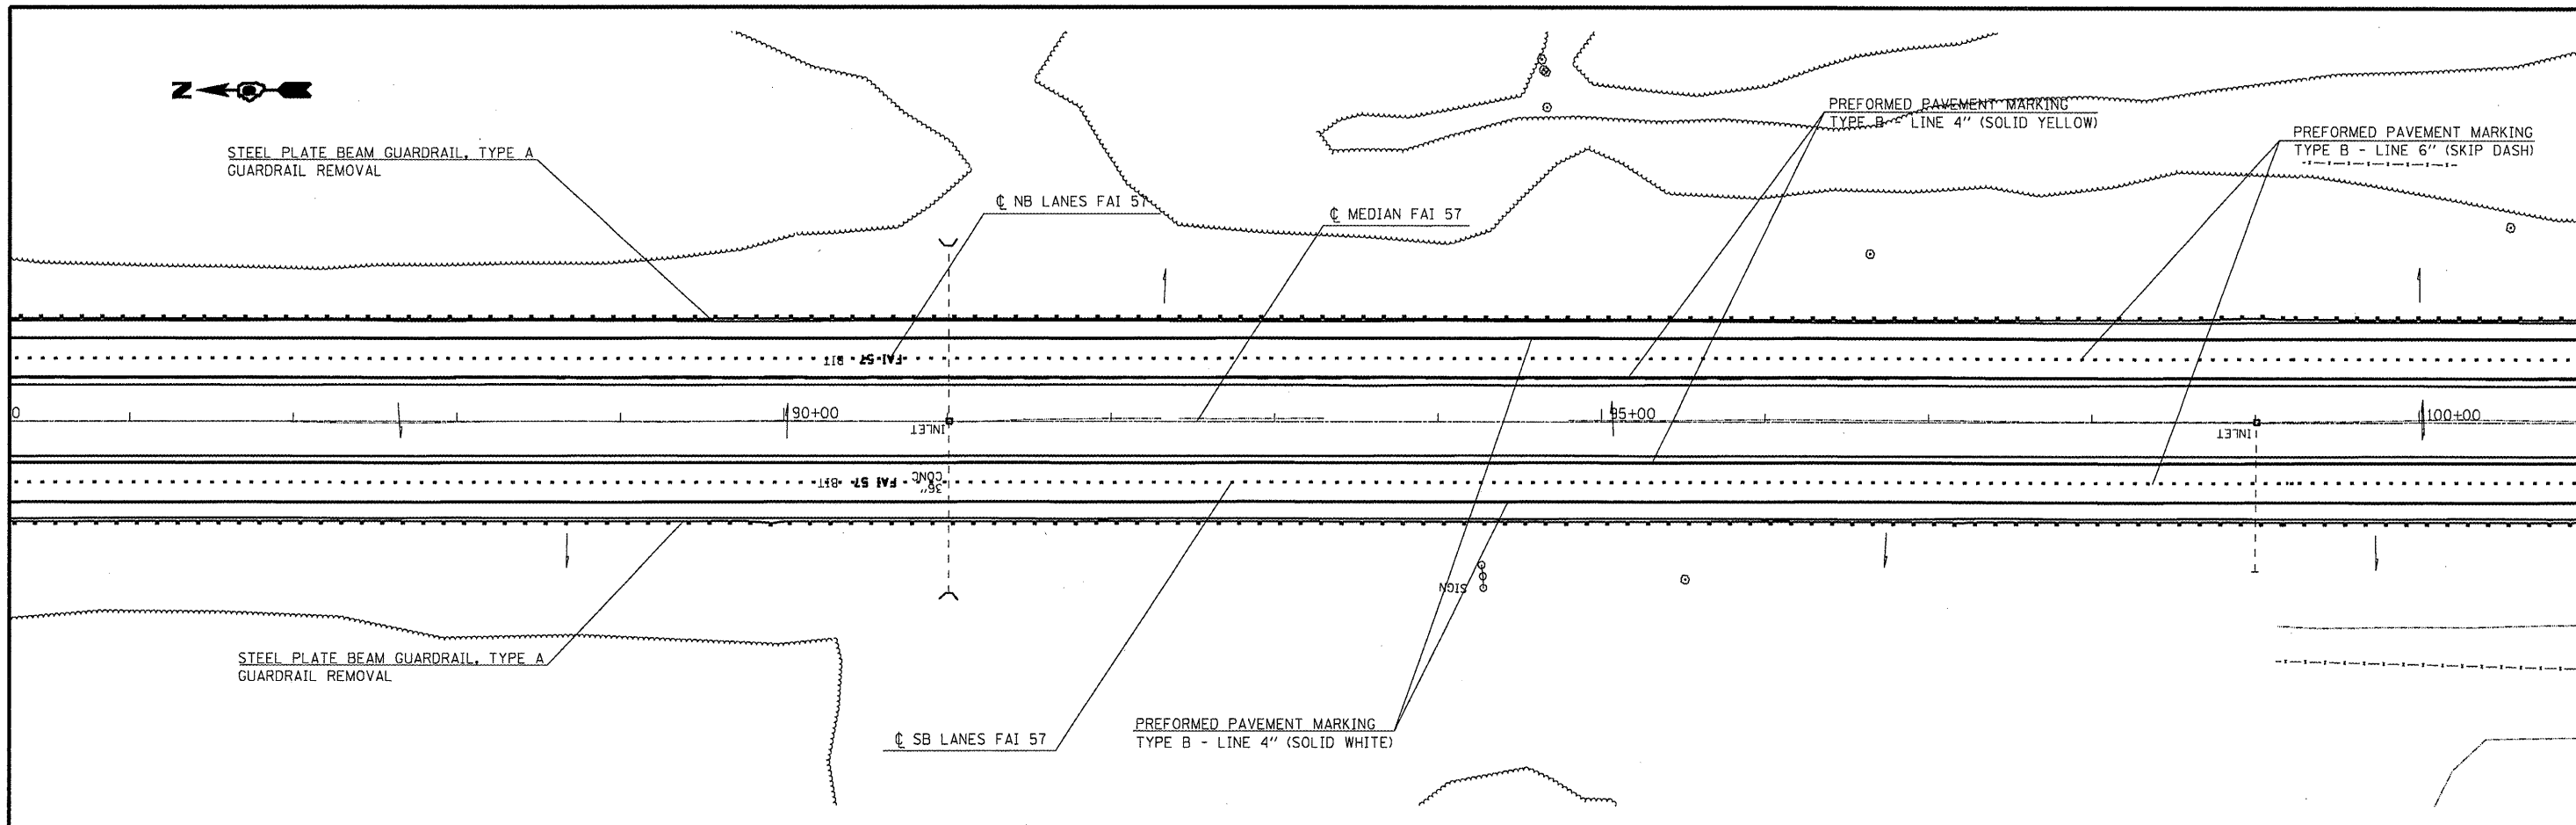 N
PREFORMED PAVEMENT MARKING
TYPE B - LINE 4" (SOLID YELLOW)
PREFORMED PAVEMENT MARKING
TYPE B - LINE 6" (SKIP DASH)
STEEL PLATE BEAM GUARDRAIL, TYPE A
GUARDRAIL REMOVAL
℄ NB LANES FAI 57
℄ MEDIAN FAI 57
FAI 57 BIT
0
90+00
95+00
100+00
INLET
INLET
36" CONC
FAI 57 BIT
SIGN
STEEL PLATE BEAM GUARDRAIL, TYPE A
GUARDRAIL REMOVAL
℄ SB LANES FAI 57
PREFORMED PAVEMENT MARKING
TYPE B - LINE 4" (SOLID WHITE)